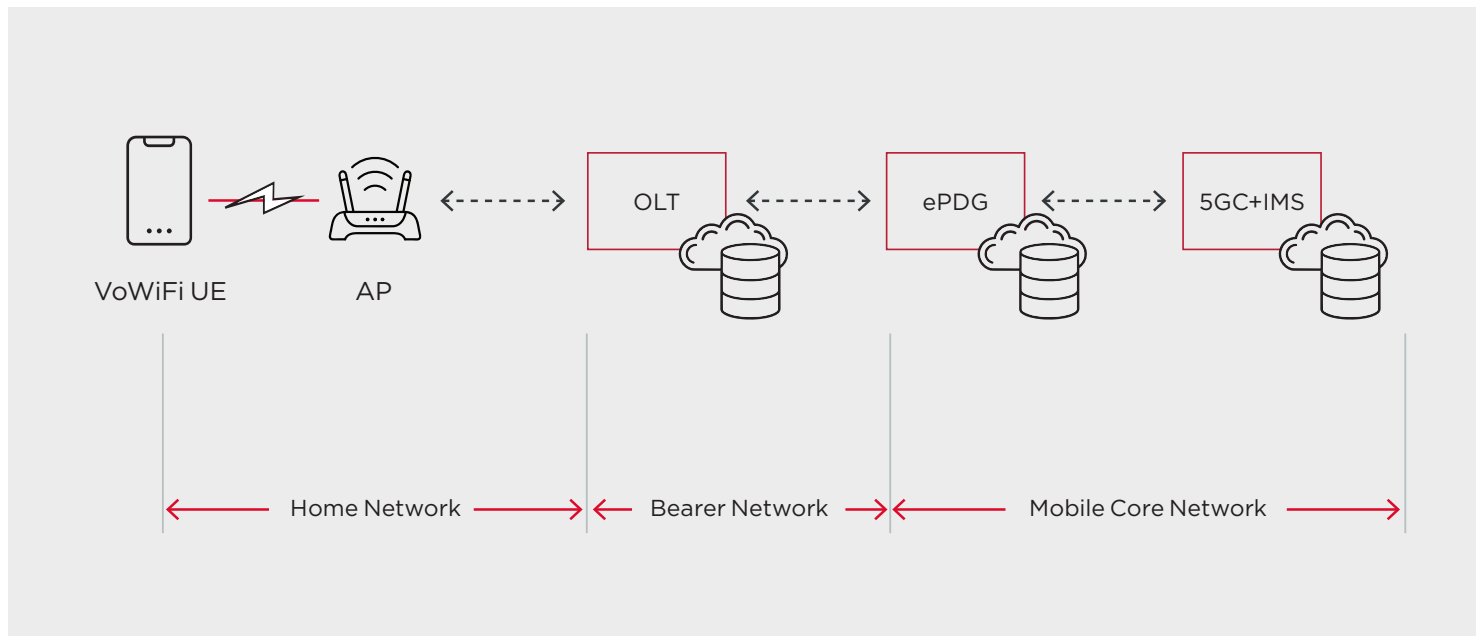 OLT
ePDG
5GC+IMS
VoWiFi UE
AP
Home Network
Bearer Network
Mobile Core Network